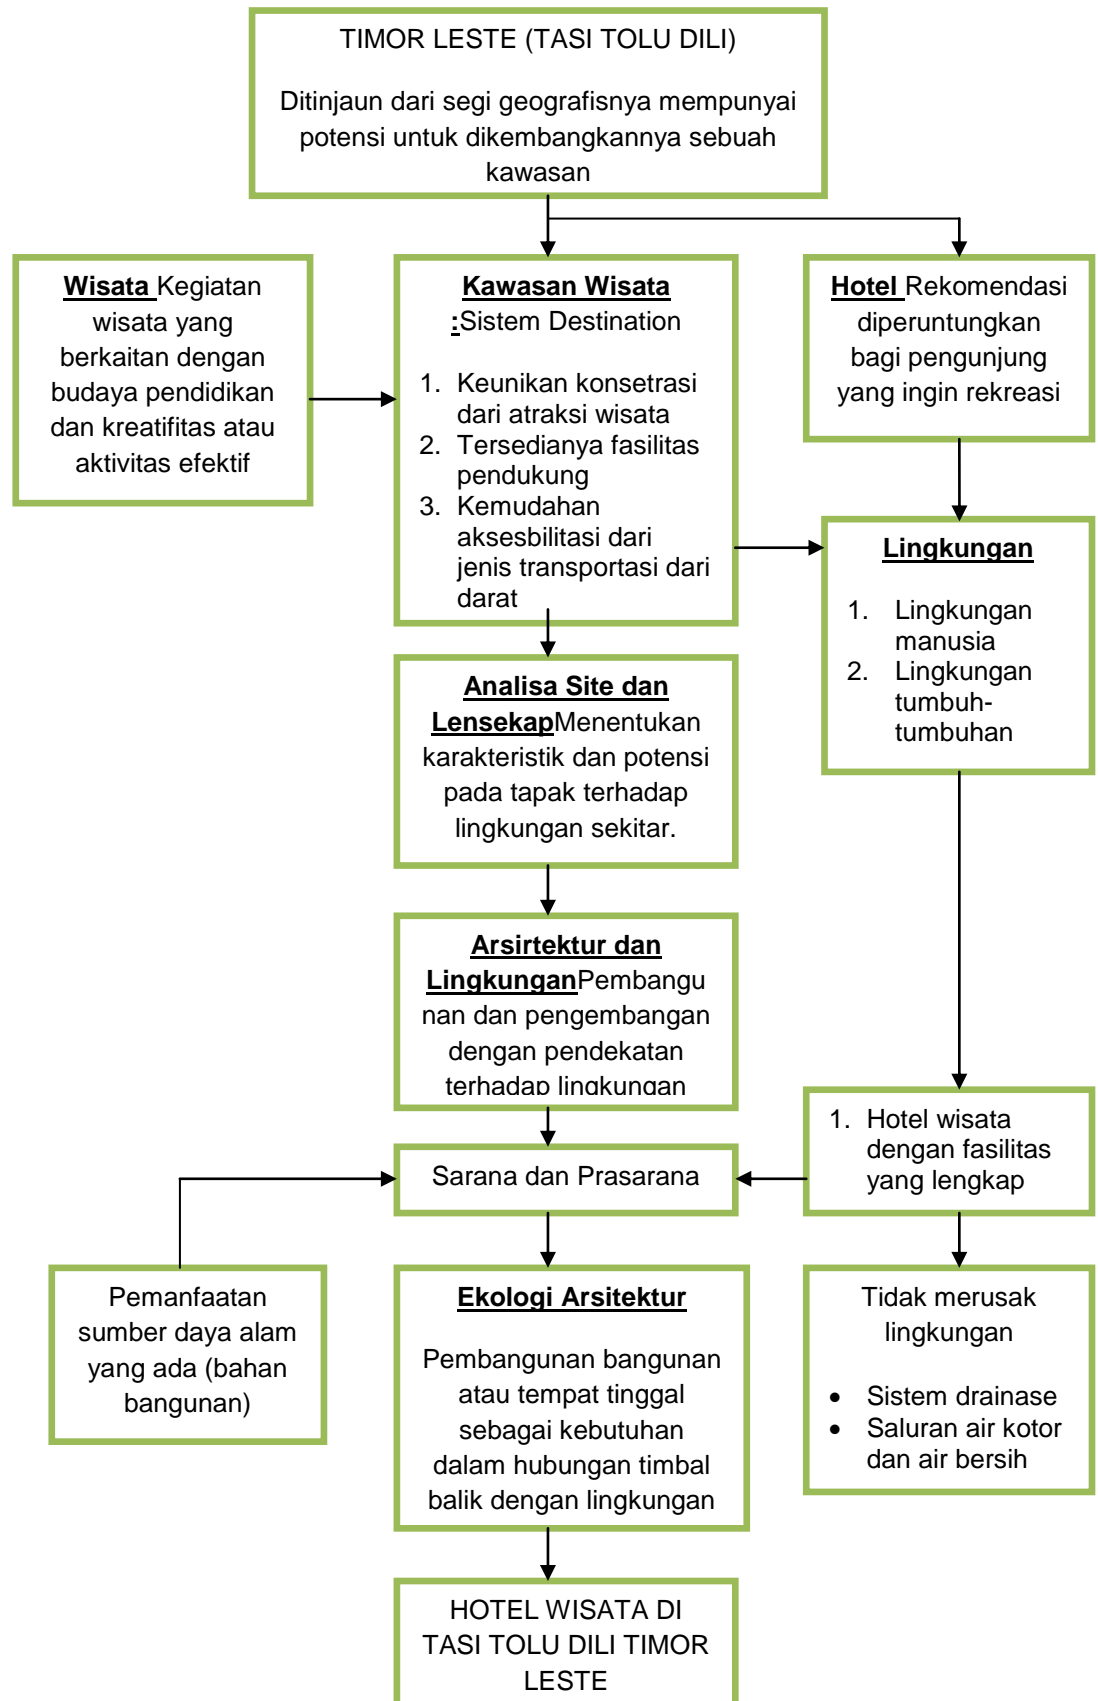 TIMOR LESTE (TASI TOLU DILI)
Ditinjaun dari segi geografisnya mempunyai
potensi untuk dikembangkannya sebuah
kawasan
Wisata Kegiatan
wisata yang
berkaitan dengan
budaya pendidikan
dan kreatifitas atau
aktivitas efektif
Kawasan Wisata
:Sistem Destination
1. Keunikan konsetrasi
dari atraksi wisata
2. Tersedianya fasilitas
pendukung
3. Kemudahan
aksesbilitasi dari
jenis transportasi dari
darat
Hotel Rekomendasi
diperuntungkan
bagi pengunjung
yang ingin rekreasi
Lingkungan
1. Lingkungan
manusia
2. Lingkungan
tumbuh-
tumbuhan
Analisa Site dan
LensekapMenentukan
karakteristik dan potensi
pada tapak terhadap
lingkungan sekitar.
Arsirtektur dan
LingkunganPembangu
nan dan pengembangan
dengan pendekatan
terhadap lingkungan
1. Hotel wisata
dengan fasilitas
yang lengkap
Sarana dan Prasarana
Pemanfaatan
sumber daya alam
yang ada (bahan
bangunan)
Ekologi Arsitektur
Pembangunan bangunan
atau tempat tinggal
sebagai kebutuhan
dalam hubungan timbal
balik dengan lingkungan
Tidak merusak
lingkungan
• Sistem drainase
• Saluran air kotor
dan air bersih
HOTEL WISATA DI
TASI TOLU DILI TIMOR
LESTE